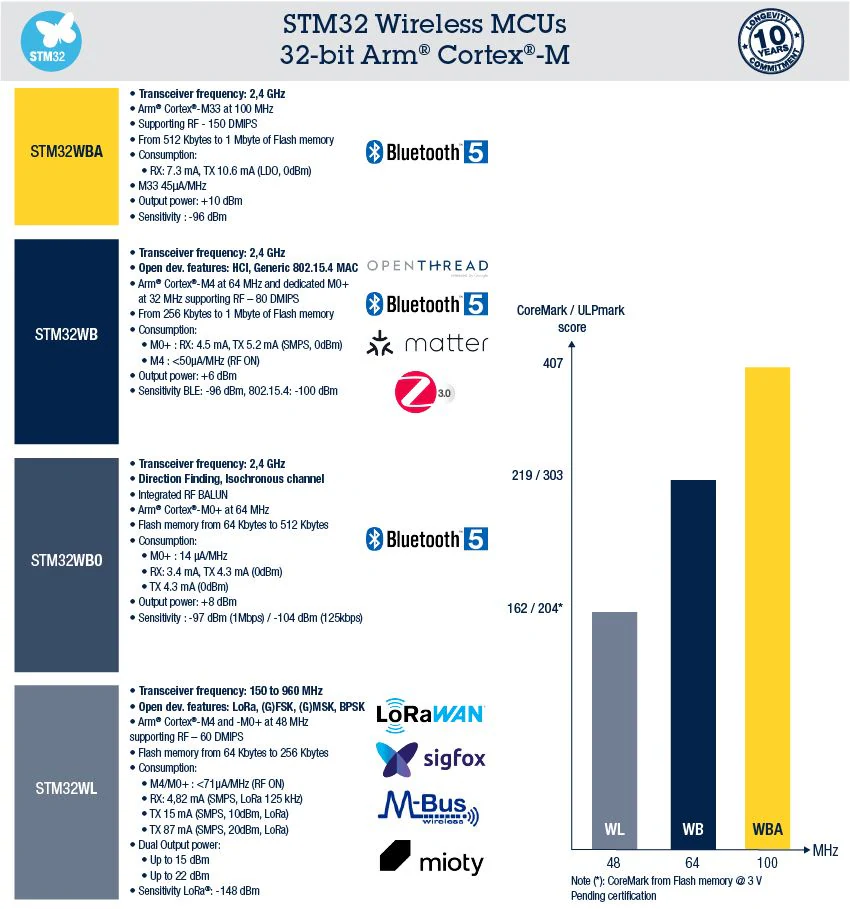 STM32 Wireless MCUs
32-bit Arm® Cortex®-M
STM32
LONGEVITY
10
YEARS
COMMITMENT
STM32WBA
• Transceiver frequency: 2,4 GHz
• Arm® Cortex®-M33 at 100 MHz
• Supporting RF - 150 DMIPS
• From 512 Kbytes to 1 Mbyte of Flash memory
• Consumption:
• RX: 7.3 mA, TX 10.6 mA (LDO, 0dBm)
• M33 45µA/MHz
• Output power: +10 dBm
• Sensitivity : -96 dBm
Bluetooth™ 5
STM32WB
• Transceiver frequency: 2,4 GHz
• Open dev. features: HCI, Generic 802.15.4 MAC
• Arm® Cortex®-M4 at 64 MHz and dedicated M0+
at 32 MHz supporting RF – 80 DMIPS
• From 256 Kbytes to 1 Mbyte of Flash memory
• Consumption:
• M0+ : RX: 4.5 mA, TX 5.2 mA (SMPS, 0dBm)
• M4 : <50µA/MHz (RF ON)
• Output power: +6 dBm
• Sensitivity BLE: -96 dBm, 802.15.4: -100 dBm
OPENTHREAD
Bluetooth™ 5
matter
3.0
STM32WB0
• Transceiver frequency: 2,4 GHz
• Direction Finding, Isochronous channel
• Integrated RF BALUN
• Arm® Cortex®-M0+ at 64 MHz
• Flash memory from 64 Kbytes to 512 Kbytes
• Consumption:
• M0+ : 14 µA/MHz
• RX: 3.4 mA, TX 4.3 mA (0dBm)
• TX 4.3 mA (0dBm)
• Output power: +8 dBm
• Sensitivity : -97 dBm (1Mbps) / -104 dBm (125kbps)
Bluetooth™ 5
STM32WL
• Transceiver frequency: 150 to 960 MHz
• Open dev. features: LoRa, (G)FSK, (G)MSK, BPSK
• Arm® Cortex®-M4 and -M0+ at 48 MHz
supporting RF – 60 DMIPS
• Flash memory from 64 Kbytes to 256 Kbytes
• Consumption:
• M4/M0+ : <71µA/MHz (RF ON)
• RX: 4,82 mA (SMPS, LoRa 125 kHz)
• TX 15 mA (SMPS, 10dBm, LoRa)
• TX 87 mA (SMPS, 20dBm, LoRa)
• Dual Output power:
• Up to 15 dBm
• Up to 22 dBm
• Sensitivity LoRa®: -148 dBm
LoRaWAN
sigfox
M-Bus
wireless
mioty
CoreMark / ULPmark
score
407
219 / 303
162 / 204*
WL
WB
WBA
MHz
48
64
100
Note (*): CoreMark from Flash memory @ 3 V
Pending certification